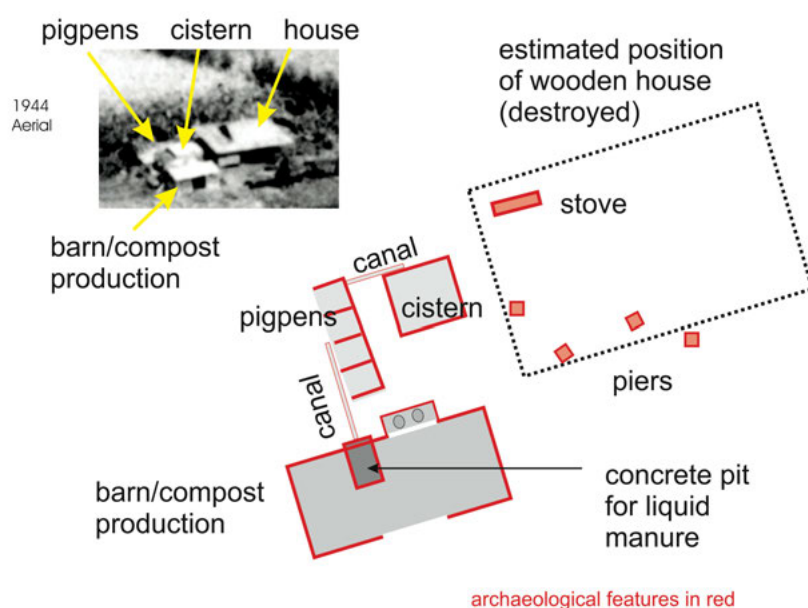 pigpens cistern house
1944
Aerial
barn/compost
production
estimated position
of wooden house
(destroyed)
stove
canal
pigpens
cistern
canal
piers
barn/compost
production
concrete pit
for liquid
manure
archaeological features in red